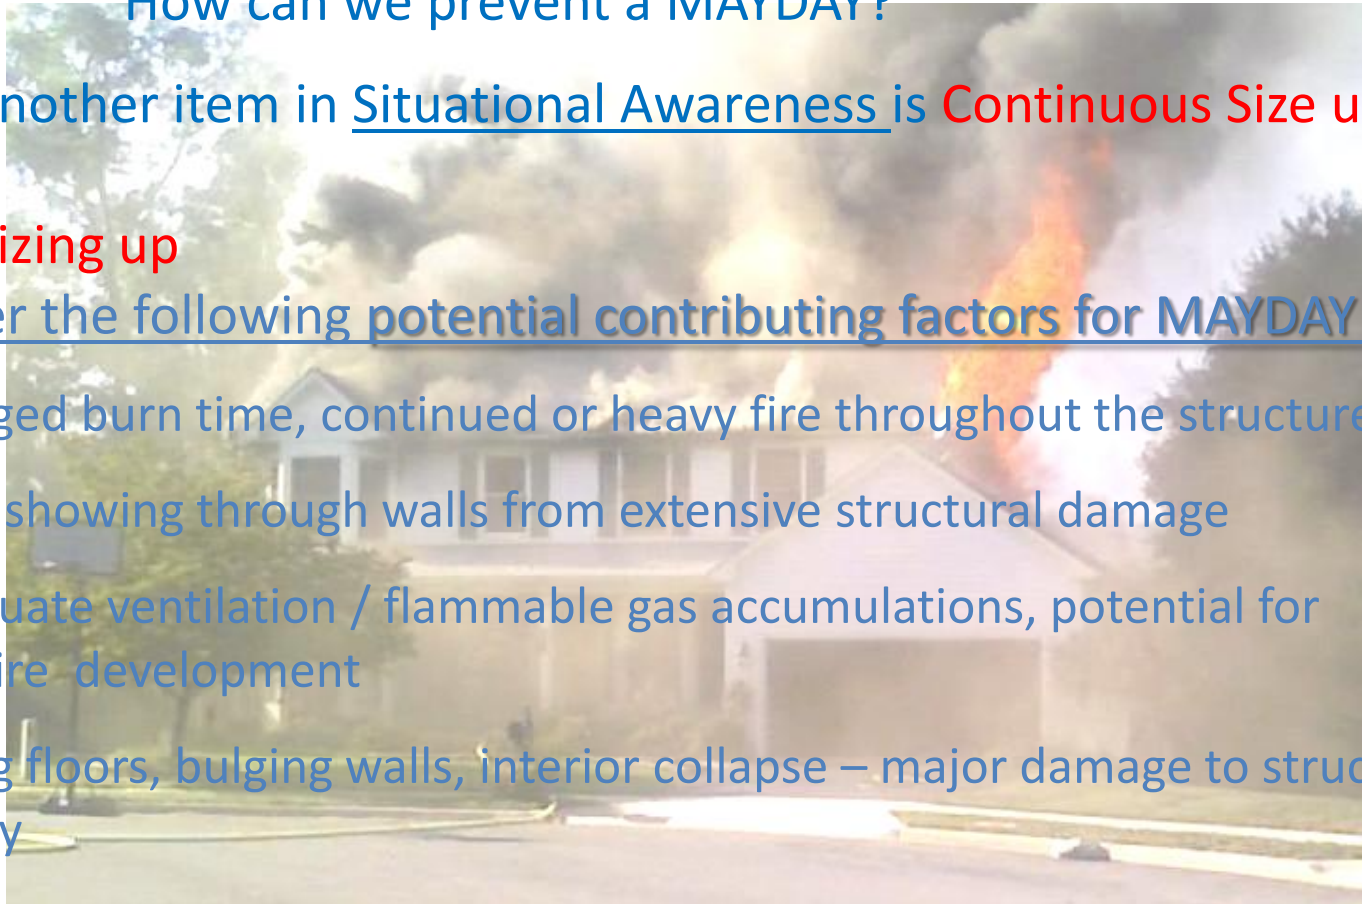 How can we prevent a MAYDAY?
nother item in Situational Awareness is Continuous Size u
izing up
er the following potential contributing factors for MAYDAY
ged burn time, continued or heavy fire throughout the structure
showing through walls from extensive structural damage
uate ventilation / flammable gas accumulations, potential for
ire development
g floors, bulging walls, interior collapse – major damage to struc
y